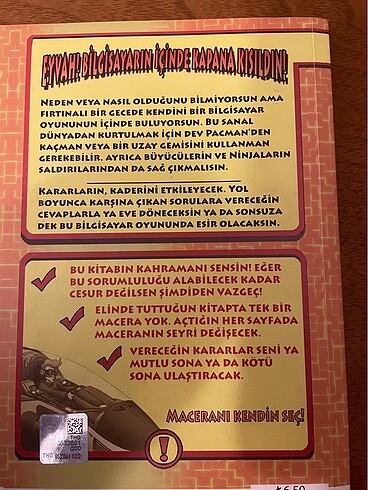 EYVAH! BİLGİSAYARIN İÇİNDE KAPANA KISILDIN!
NEDEN VEYA NASIL OLDUĞUNU BİLMİYORSUN AMA
FIRTINALI BİR GECEDE KENDİNİ BİR BİLGİSAYAR
OYUNUNUN İÇİNDE BULUYORSUN. BU SANAL
DÜNYADAN KURTULMAK İÇİN DEV PACMAN'DEN
KAÇMAN VEYA BİR UZAY GEMİSİNİ KULLANMAN
GEREKEBİLİR. AYRICA BÜYÜCÜLERİN VE NİNJALARIN
SALDIRILARINDAN DA SAĞ ÇIKMALISIN.
KARARLARIN, KADERİNİ ETKİLEYECEK. YOL
BOYUNCA KARŞINA ÇIKAN SORULARA VERECEĞİN
CEVAPLARLA YA EVE DÖNECEKSİN YA DA SONSUZA
DEK BU BİLGİSAYAR OYUNUNDA ESİR OLACAKSIN.
BU KİTABIN KAHRAMANI SENSİN! EĞER
BU SORUMLULUĞU ALABİLECEK KADAR
CESUR DEĞİLSEN ŞİMDİDEN VAZGEÇ!
ELİNDE TUTTUĞUN KİTAPTA TEK BİR
MACERA YOK. AÇTIĞIN HER SAYFADA
MACERANIN SEYRİ DEĞİŞECEK.
VERECEĞİN KARARLAR SENİ YA
MUTLU SONA YA DA KÖTÜ
SONA ULAŞTIRACAK.
MACERANI KENDİN SEÇ!